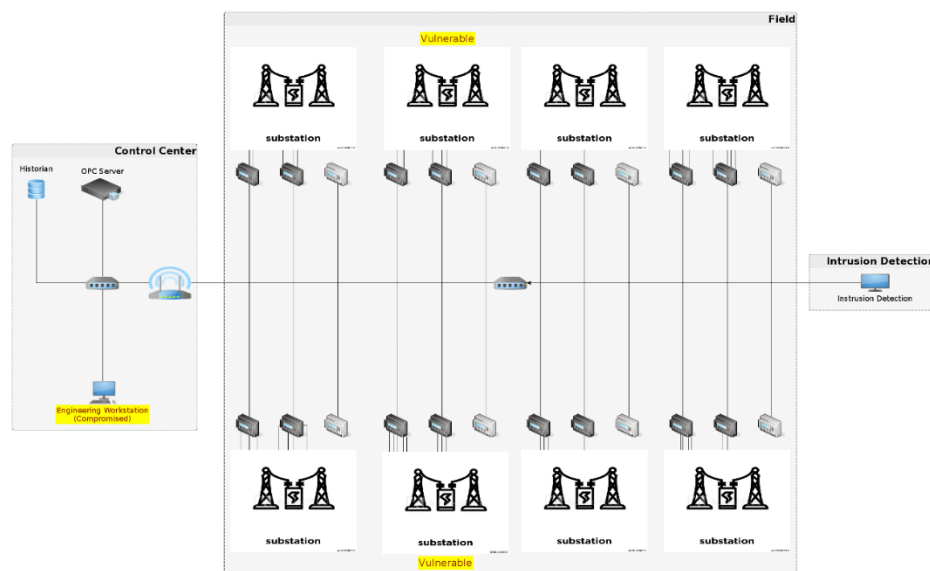 Field
Vulnerable
substation
substation
substation
substation
Control Center
Historian
OPC Server
Engineering Workstation
(Compromised)
Intrusion Detection
Instrusion Detection
substation
substation
substation
substation
Vulnerable